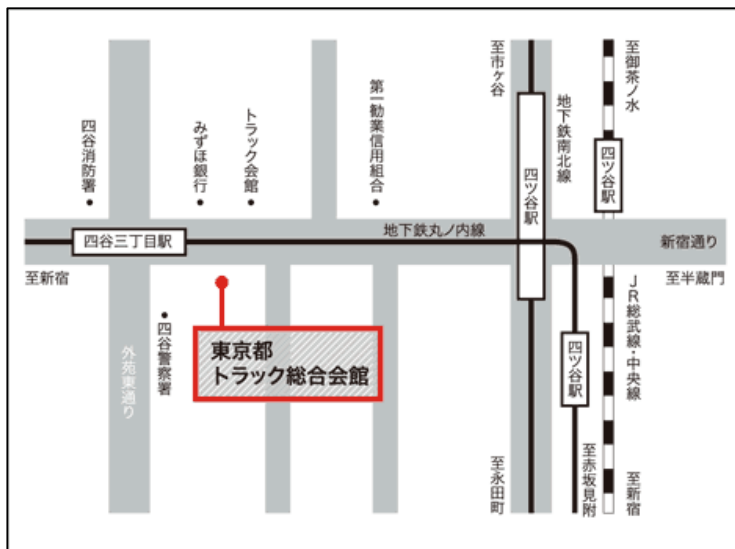 至市ヶ谷
至御茶ノ水
地下鉄南北線
四谷消防署
みずほ銀行
トラック会館
第一勧業信用組合
四ツ谷駅
四ツ谷駅
四谷三丁目駅
地下鉄丸ノ内線
新宿通り
至新宿
至半蔵門
四谷警察署
外苑東通り
東京都
トラック総合会館
四ツ谷駅
JR総武線・中央線
至永田町
至赤坂見附
至新宿